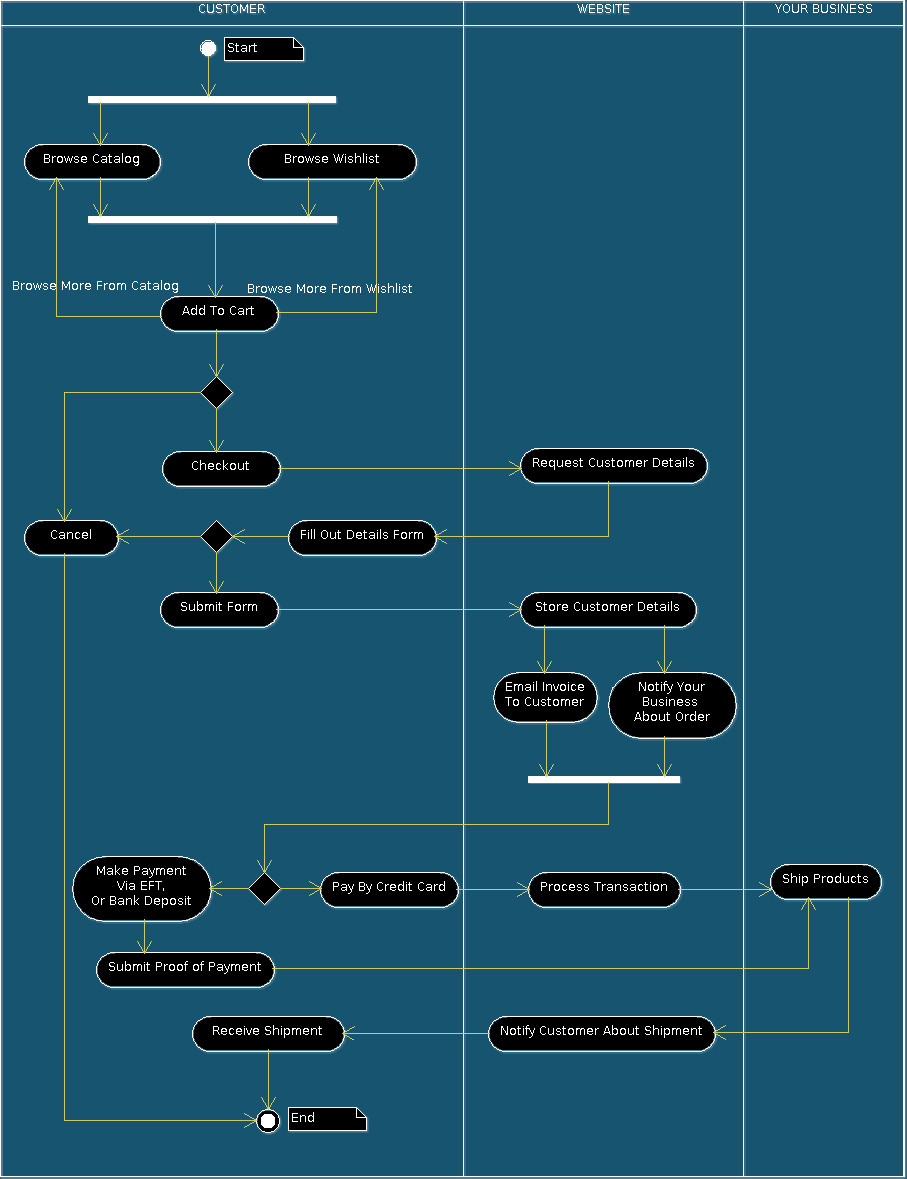 CUSTOMER
WEBSITE
YOUR BUSINESS
Start
Browse Catalog
Browse Wishlist
Browse More From Catalog
Browse More From Wishlist
Add To Cart
Checkout
Request Customer Details
Cancel
Fill Out Details Form
Submit Form
Store Customer Details
Email Invoice
To Customer
Notify Your
Business
About Order
Make Payment
Via EFT,
Or Bank Deposit
Pay By Credit Card
Process Transaction
Ship Products
Submit Proof of Payment
Receive Shipment
Notify Customer About Shipment
End